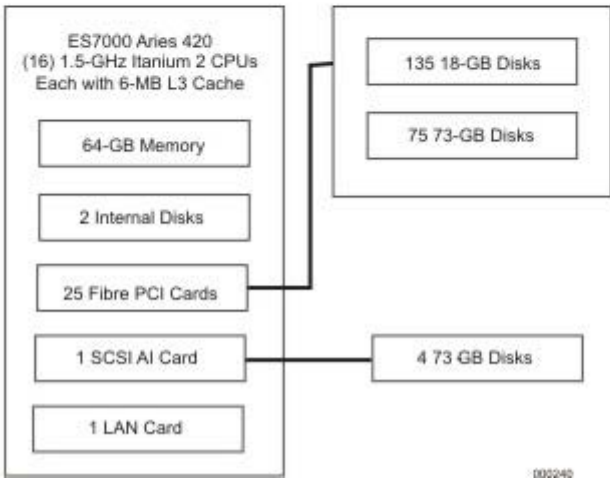 ES7000 Aries 420
(16) 1.5-GHz Itanium 2 CPUs
Each with 6-MB L3 Cache
64-GB Memory
2 Internal Disks
25 Fibre PCI Cards
1 SCSI AI Card
1 LAN Card
135 18-GB Disks
75 73-GB Disks
4 73 GB Disks
000240